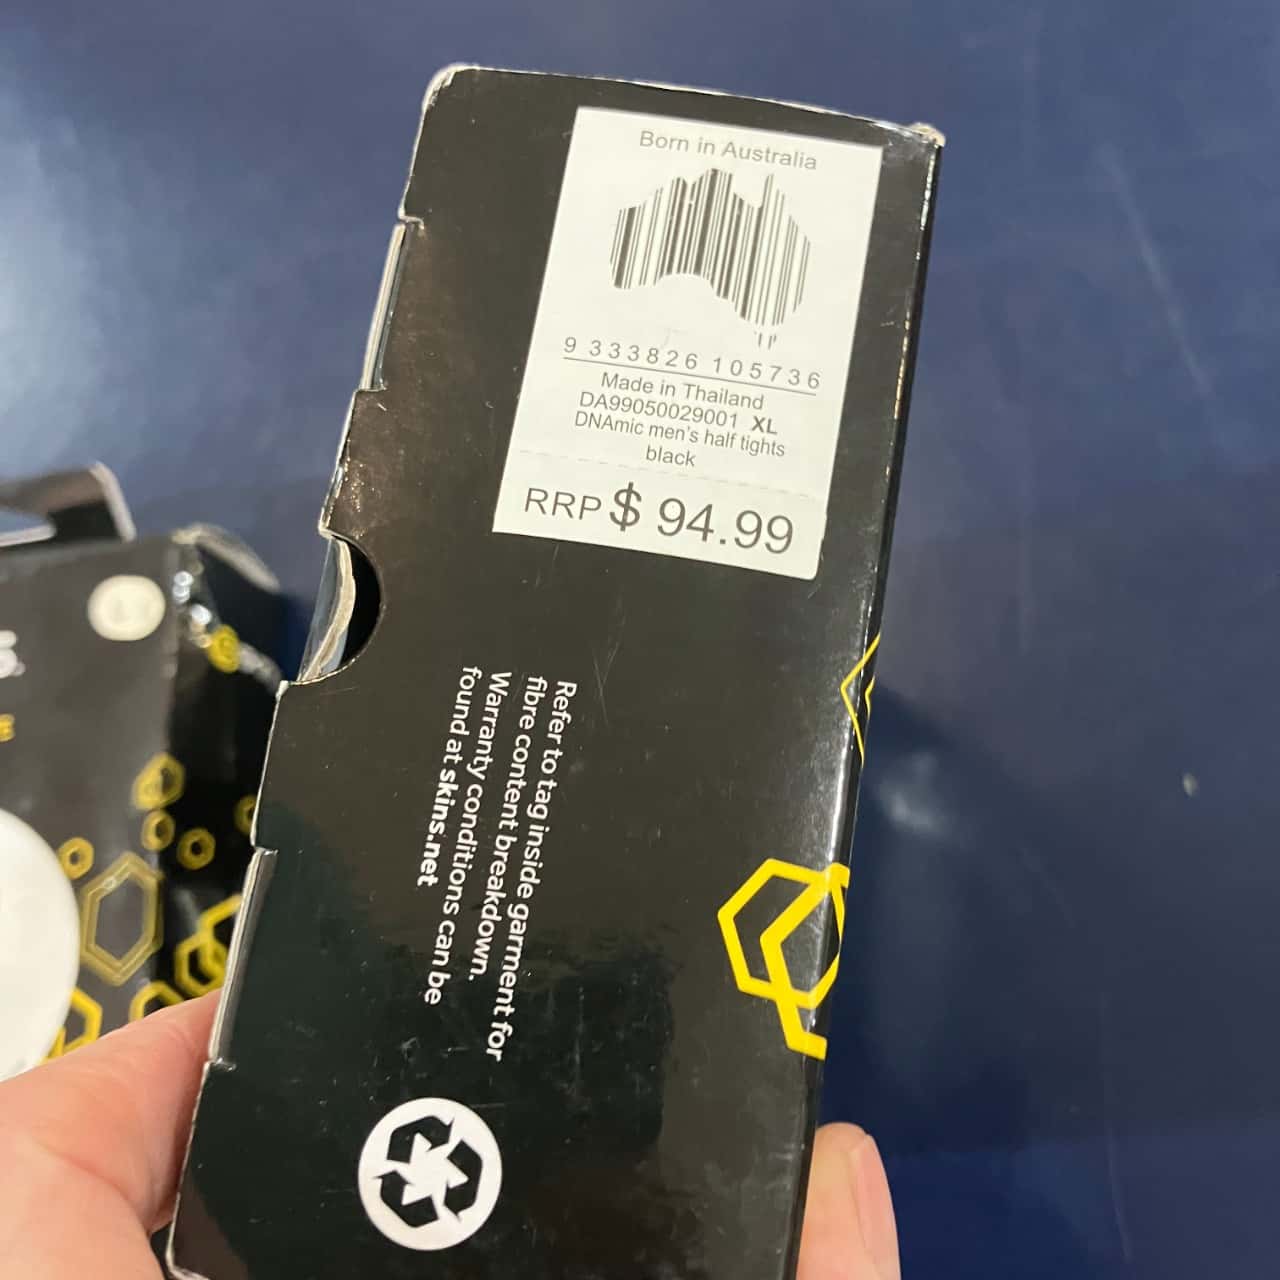 Born in Australia
9 333826 105736
Made in Thailand
DA99050029001 XL
DNAmic men's half tights
black
RRP $ 94.99
Refer to tag inside garment for
fibre content breakdown.
Warranty conditions can be
found at skins.net